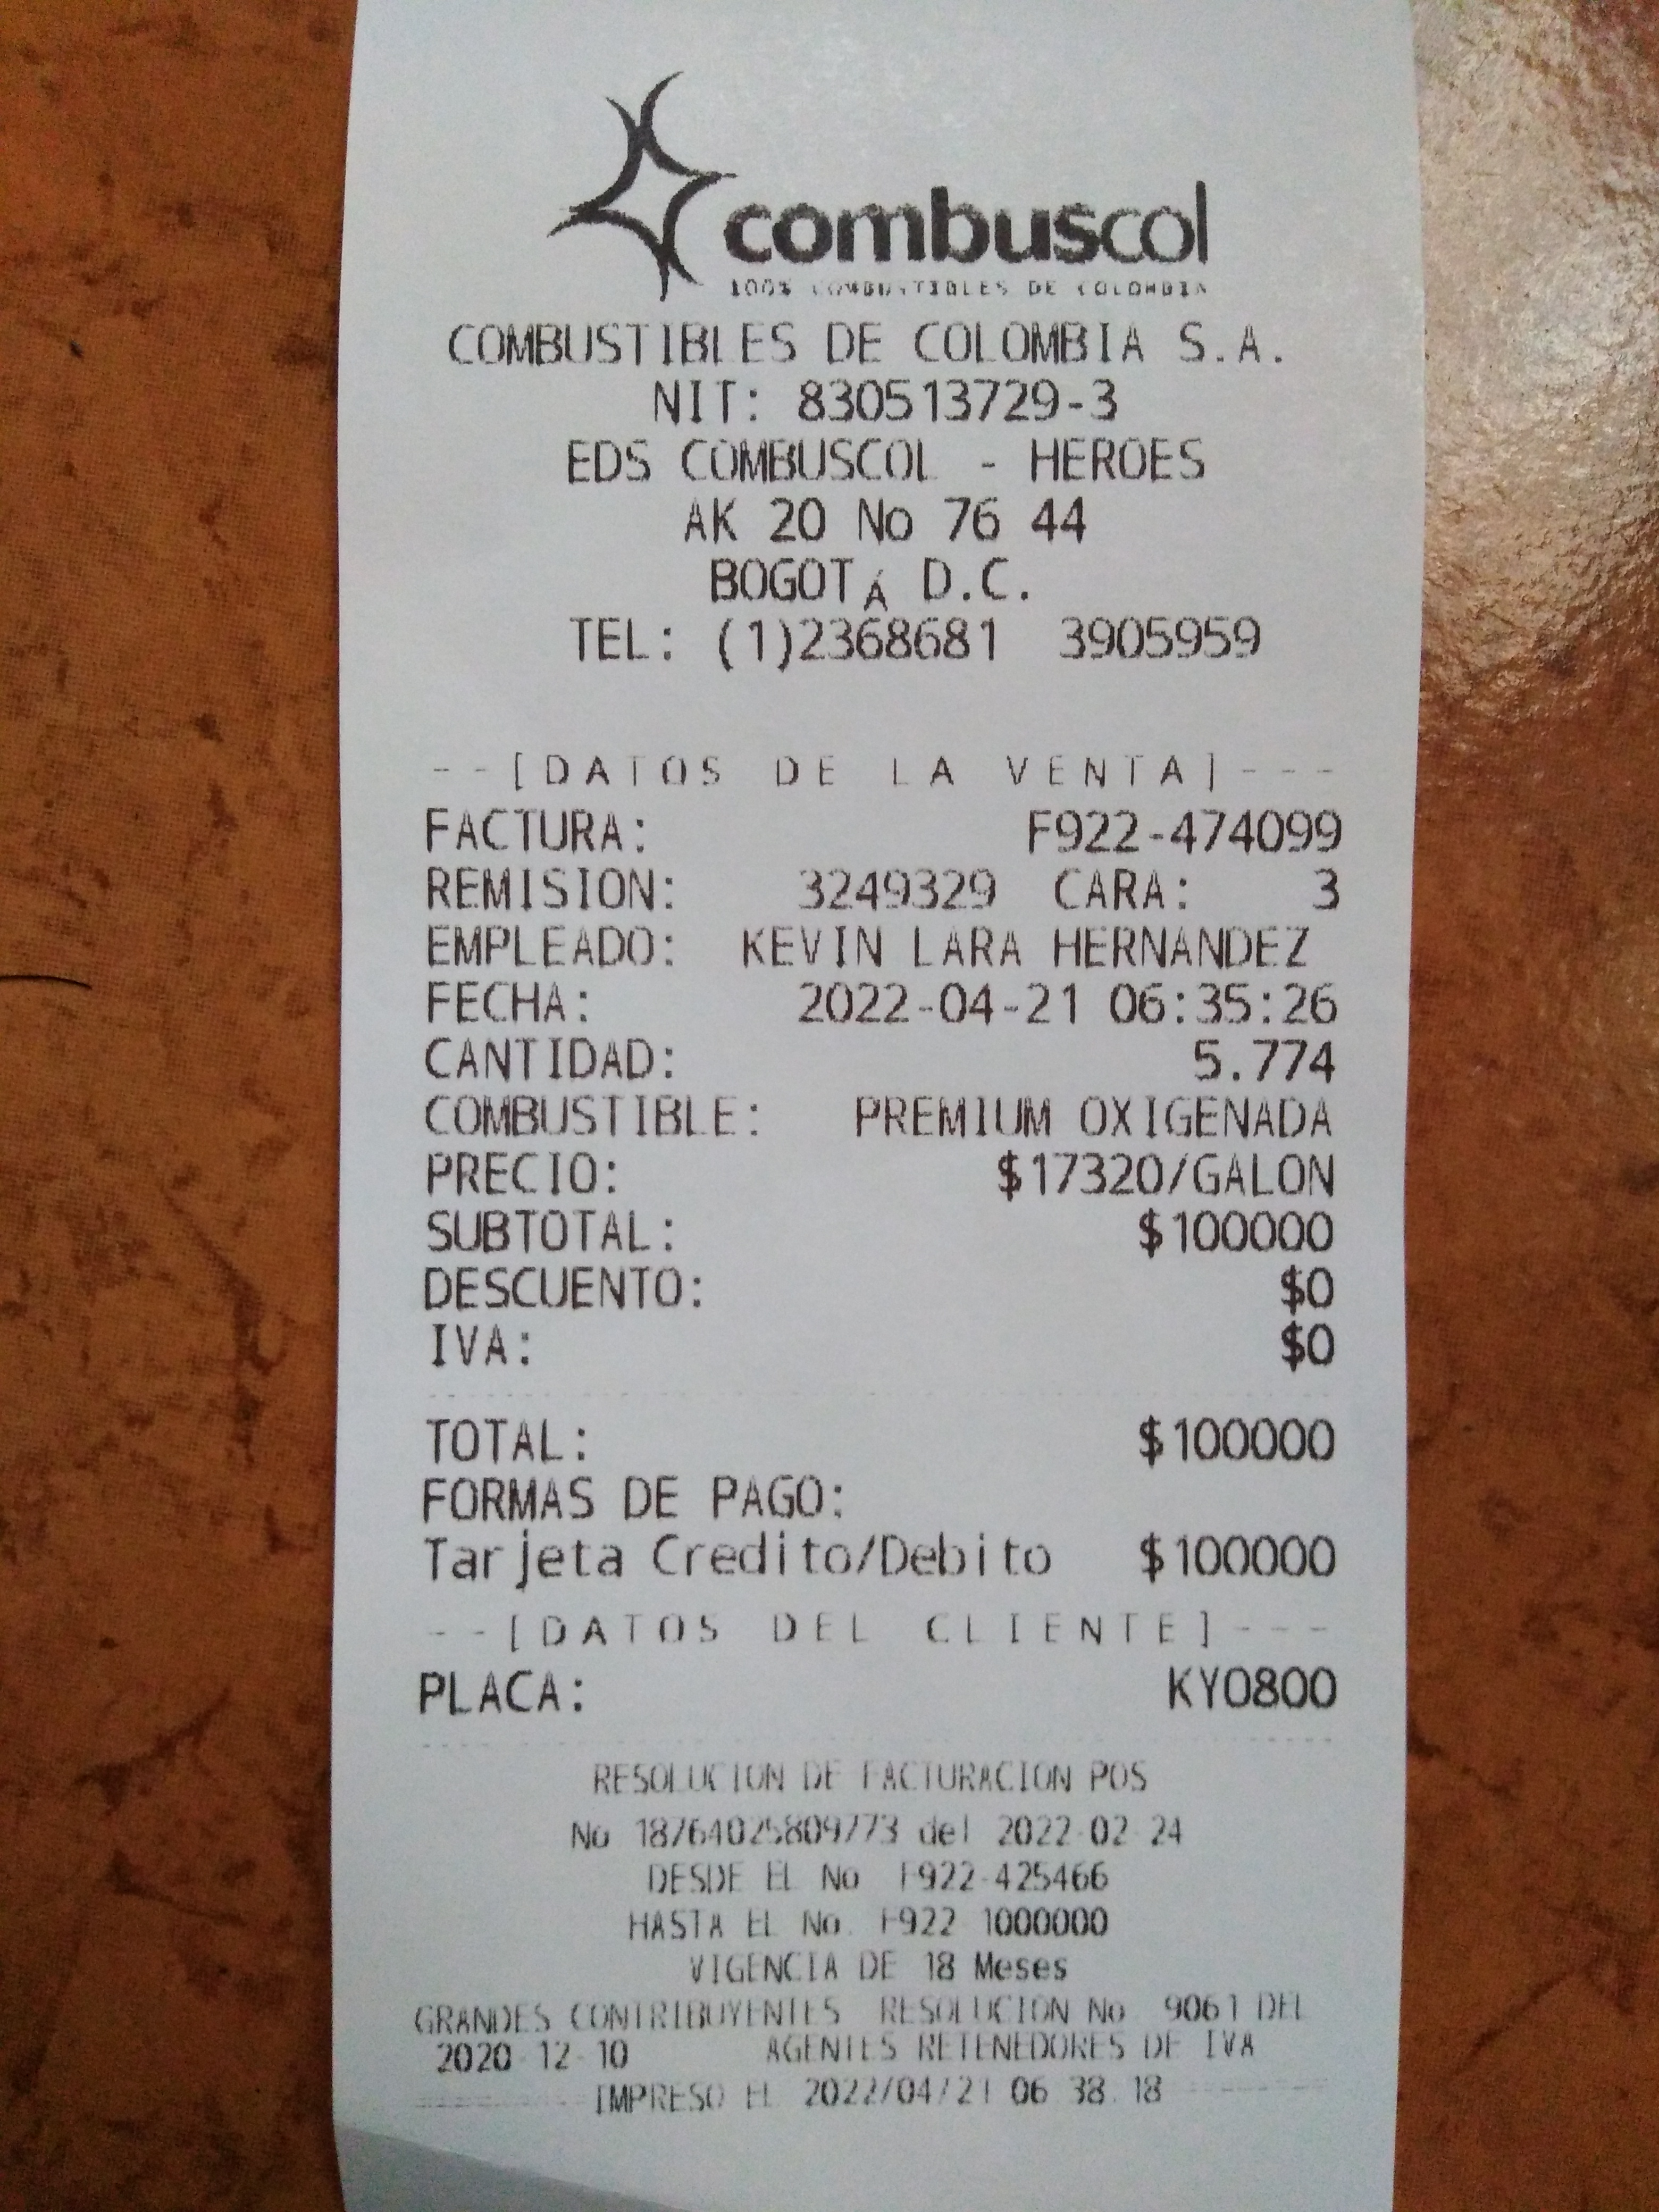 combuscol
100% COMBUSTIBLES DE COLOMBIA
COMBUSTIBLES DE COLOMBIA S.A.
NIT: 830513729-3
EDS COMBUSCOL - HEROES
AK 20 No 76 44
BOGOTÁ D.C.
TEL: (1)2368681 3905959
--[DATOS DE LA VENTA]---
FACTURA: F922-474099
REMISION: 3249329 CARA: 3
EMPLEADO: KEVIN LARA HERNANDEZ
FECHA: 2022-04-21 06:35:26
CANTIDAD: 5.774
COMBUSTIBLE: PREMIUM OXIGENADA
PRECIO: $17320/GALON
SUBTOTAL: $100000
DESCUENTO: $0
IVA: $0
TOTAL: $100000
FORMAS DE PAGO:
Tarjeta Credito/Debito $100000
--[DATOS DEL CLIENTE]---
PLACA: KYO800
RESOLUCION DE FACTURACION POS
No 18764025809773 del 2022-02-24
DESDE EL No F922-425466
HASTA EL No. F922-1000000
VIGENCIA DE 18 Meses
GRANDES CONTRIBUYENTES RESOLUCION No 9061 DEL
2020-12-10 AGENTES RETENEDORES DE IVA
IMPRESO EL 2022/04/21 06:38:18